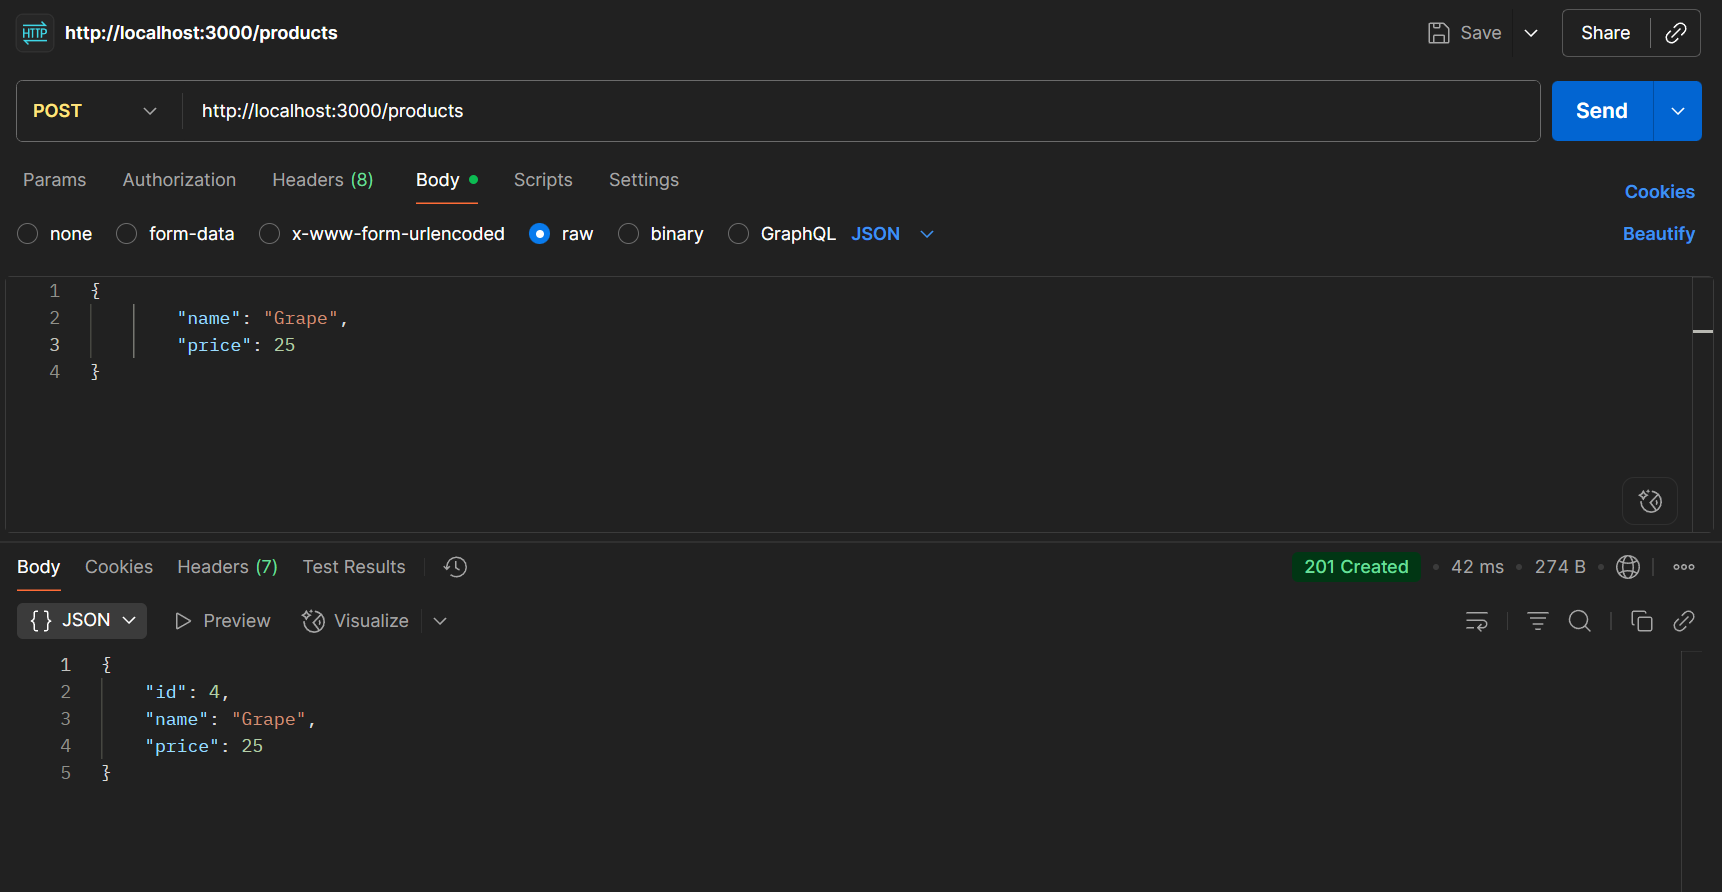 HTTP http://localhost:3000/products Save Share
POST http://localhost:3000/products Send
Params Authorization Headers (8) Body Scripts Settings Cookies
none form-data x-www-form-urlencoded raw binary GraphQL JSON Beautify
1 {
2 "name": "Grape",
3 "price": 25
4 }
Body Cookies Headers (7) Test Results 201 Created • 42 ms • 274 B •
{} JSON Preview Visualize
1 {
2 "id": 4,
3 "name": "Grape",
4 "price": 25
5 }